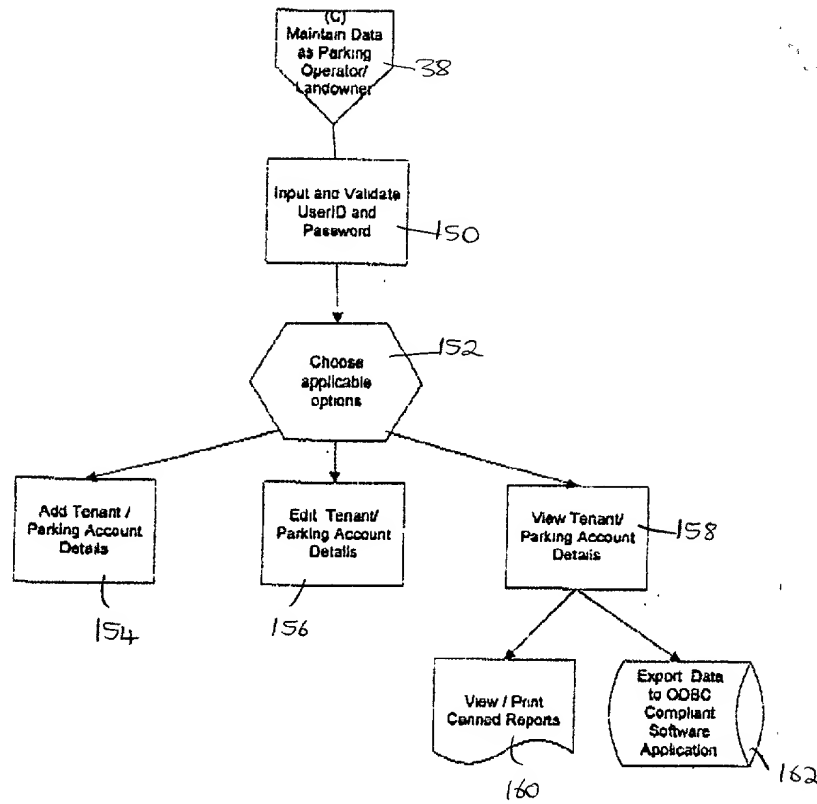 (C)
Maintain Data
as Parking
Operator/
Landowner
38
Input and Validate
UserID and
Password
150
Choose
applicable
options
152
Add Tenant /
Parking Account
Details
154
Edit Tenant/
Parking Account
Details
156
View Tenant/
Parking Account
Details
158
View / Print
Canned Reports
160
Export Data
to ODBC
Compliant
Software
Application
162